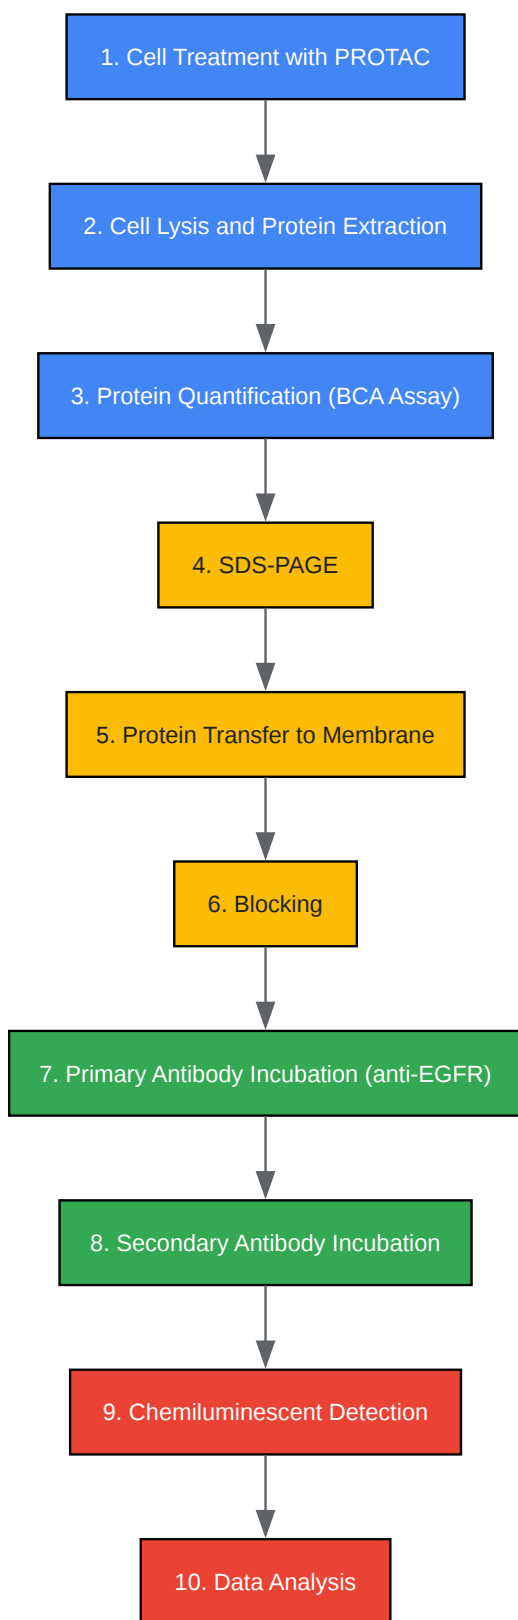 1. Cell Treatment with PROTAC
2. Cell Lysis and Protein Extraction
3. Protein Quantification (BCA Assay)
4. SDS-PAGE
5. Protein Transfer to Membrane
6. Blocking
7. Primary Antibody Incubation (anti-EGFR)
8. Secondary Antibody Incubation
9. Chemiluminescent Detection
10. Data Analysis